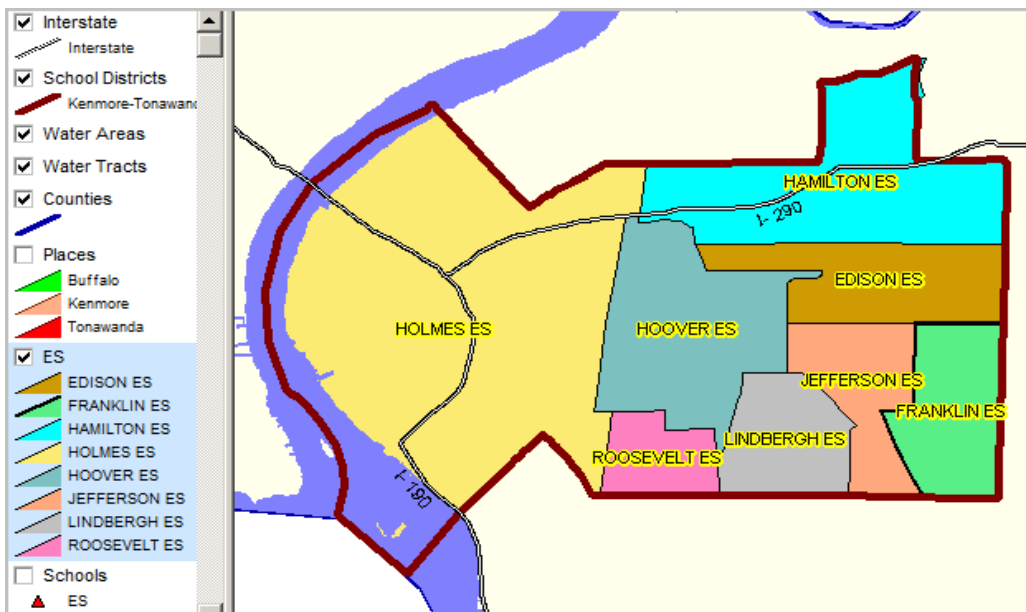 Interstate
Interstate
School Districts
Kenmore-Tonawand
Water Areas
Water Tracts
Counties
Places
Buffalo
Kenmore
Tonawanda
ES
EDISON ES
FRANKLIN ES
HAMILTON ES
HOLMES ES
HOOVER ES
JEFFERSON ES
LINDBERGH ES
ROOSEVELT ES
Schools
ES
HAMILTON ES
I- 290
EDISON ES
HOLMES ES
HOOVER ES
JEFFERSON ES
FRANKLIN ES
LINDBERGH ES
ROOSEVELT ES
I- 190